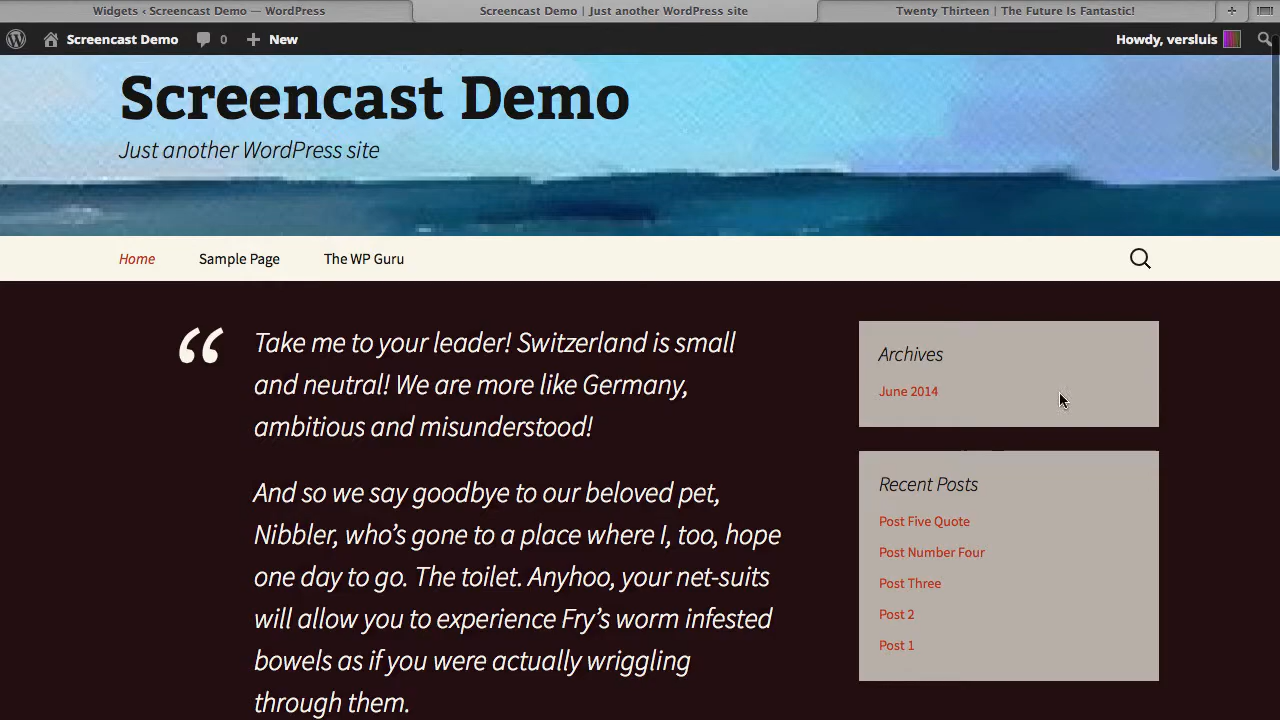 Widgets ‹ Screencast Demo — WordPress
Screencast Demo | Just another WordPress site
Twenty Thirteen | The Future Is Fantastic!
Screencast Demo
0
New
Howdy, versluis
Screencast Demo
Just another WordPress site
Home
Sample Page
The WP Guru
“ Take me to your leader! Switzerland is small
and neutral! We are more like Germany,
ambitious and misunderstood!
And so we say goodbye to our beloved pet,
Nibbler, who’s gone to a place where I, too, hope
one day to go. The toilet. Anyhoo, your net-suits
will allow you to experience Fry’s worm infested
bowels as if you were actually wriggling
through them.
Archives
June 2014
Recent Posts
Post Five Quote
Post Number Four
Post Three
Post 2
Post 1